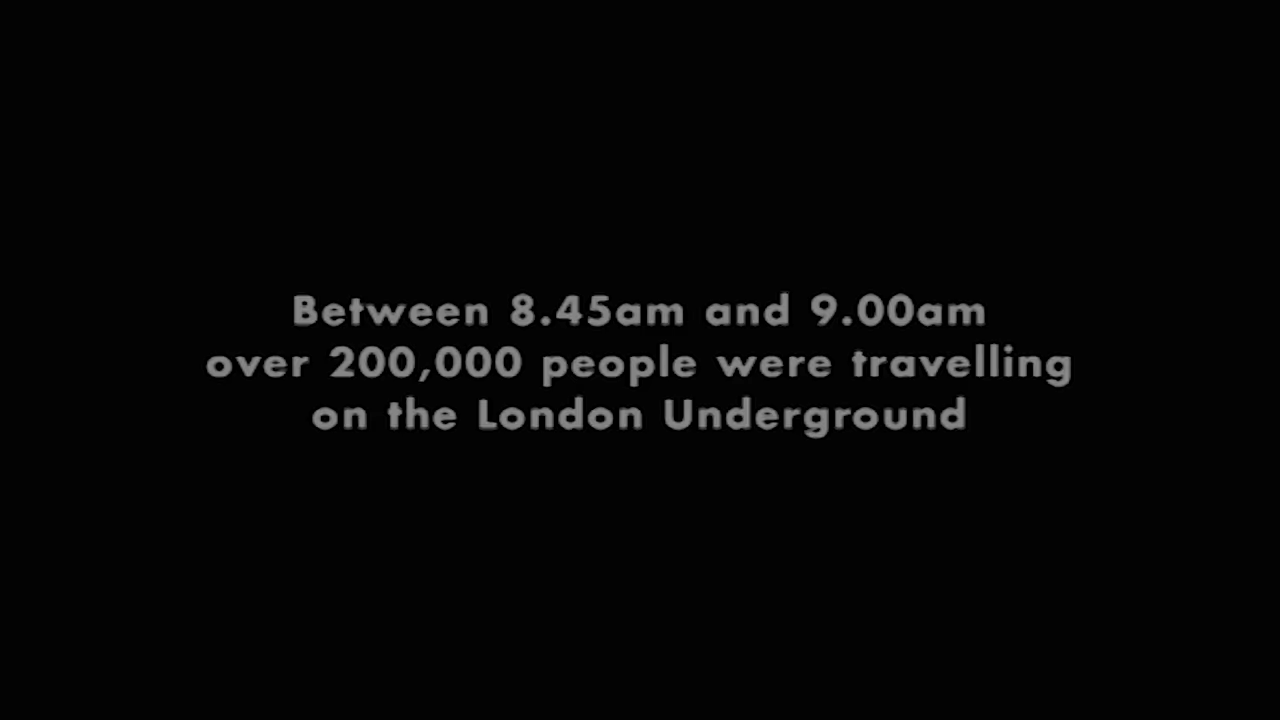 Between 8.45am and 9.00am
over 200,000 people were travelling
on the London Underground